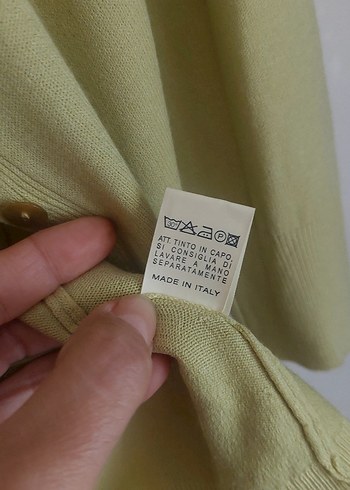 ATT. TINTO IN CAPO,
SI CONSIGLIA DI
LAVARE A MANO
SEPARATAMENTE
MADE IN ITALY